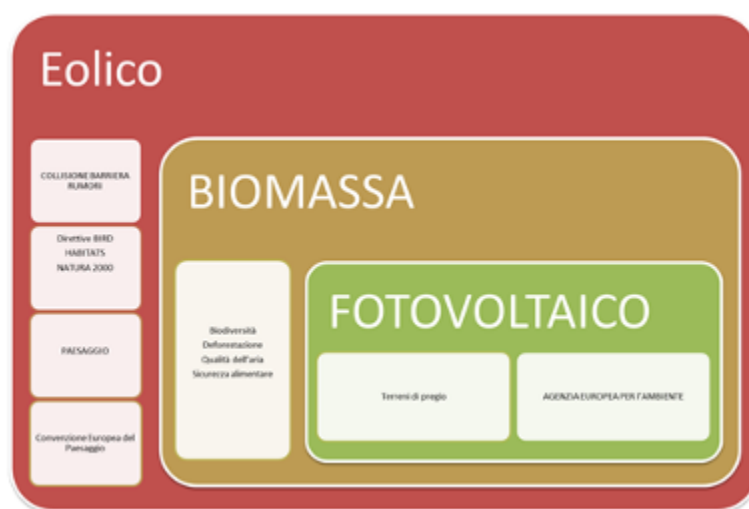 Eolico
COLLISIONE BARRIERA
RUMORI
Direttive BIRD
HABITATS
NATURA 2000
PAESAGGIO
Convenzione Europea del
Paesaggio
BIOMASSA
Biodiversità
Deforestazione
Qualità dell'aria
Sicurezza alimentare
FOTOVOLTAICO
Terreni di pregio
AGENZIA EUROPEA PER l'AMBIENTE